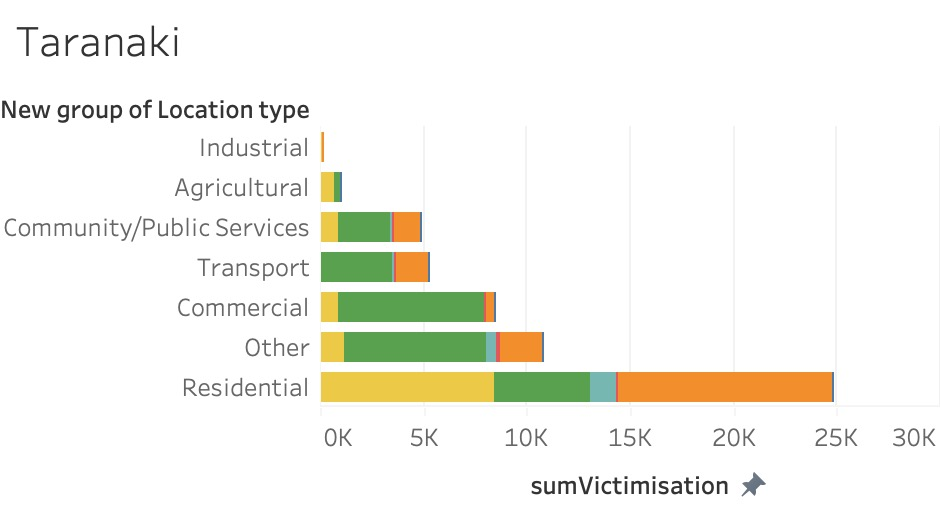 Taranaki
New group of Location type
Industrial
Agricultural
Community/Public Services
Transport
Commercial
Other
Residential
0K 5K 10K 15K 20K 25K 30K
sumVictimisation